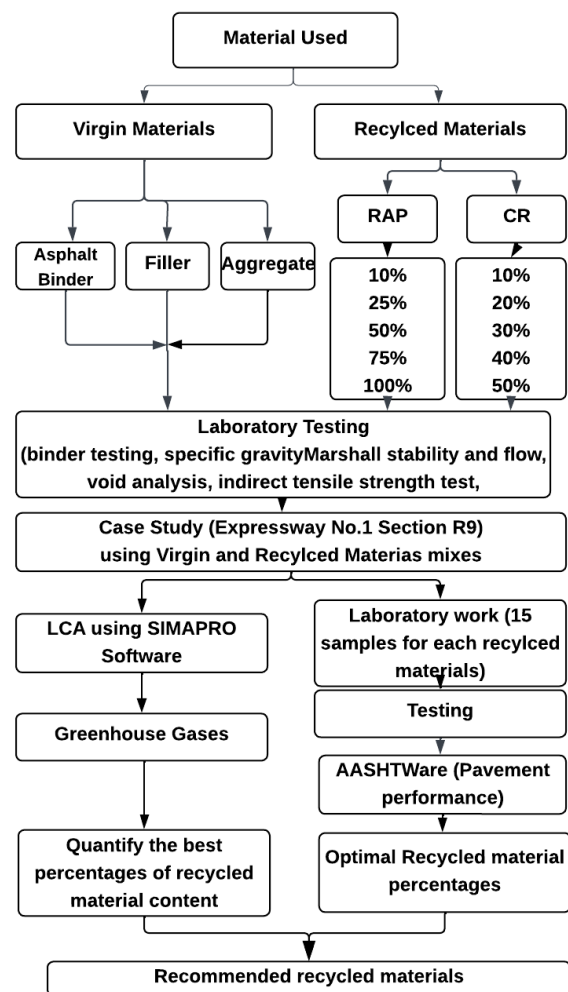 Material Used
Virgin Materials
Recylced Materials
RAP
CR
Asphalt
Binder
Filler
Aggregate
10%
25%
50%
75%
100%
10%
20%
30%
40%
50%
Laboratory Testing
(binder testing, specific gravityMarshall stability and flow,
void analysis, indirect tensile strength test,
Case Study (Expressway No.1 Section R9)
using Virgin and Recylced Materias mixes
LCA using SIMAPRO
Software
Laboratory work (15
samples for each recylced
materials)
Testing
Greenhouse Gases
AASHTWare (Pavement
performance)
Quantify the best
percentages of recycled
material content
Optimal Recycled material
percentages
Recommended recycled materials